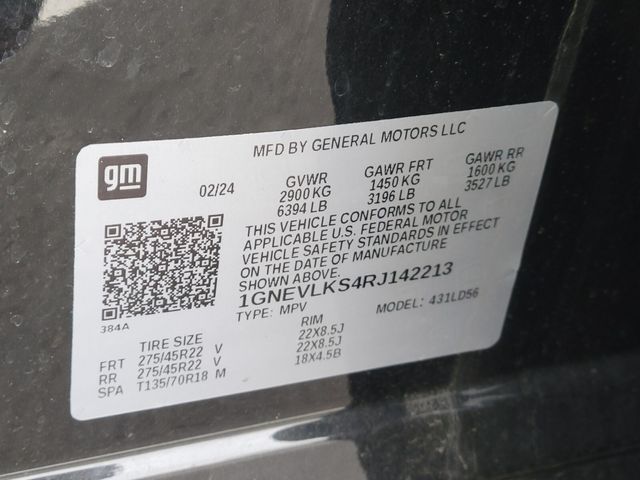 MFD BY GENERAL MOTORS LLC
gm
02/24
GVWR GAWR FRT GAWR RR
2900 KG 1450 KG 1600 KG
6394 LB 3196 LB 3527 LB
THIS VEHICLE CONFORMS TO ALL
APPLICABLE U.S. FEDERAL MOTOR
VEHICLE SAFETY STANDARDS IN EFFECT
ON THE DATE OF MANUFACTURE
SHOWN ABOVE.
1GNEVLKS4RJ142213
TYPE: MPV MODEL: 431LD56
384A
TIRE SIZE RIM
FRT 275/45R22 V 22X8.5J
RR 275/45R22 V 22X8.5J
SPA T135/70R18 M 18X4.5B